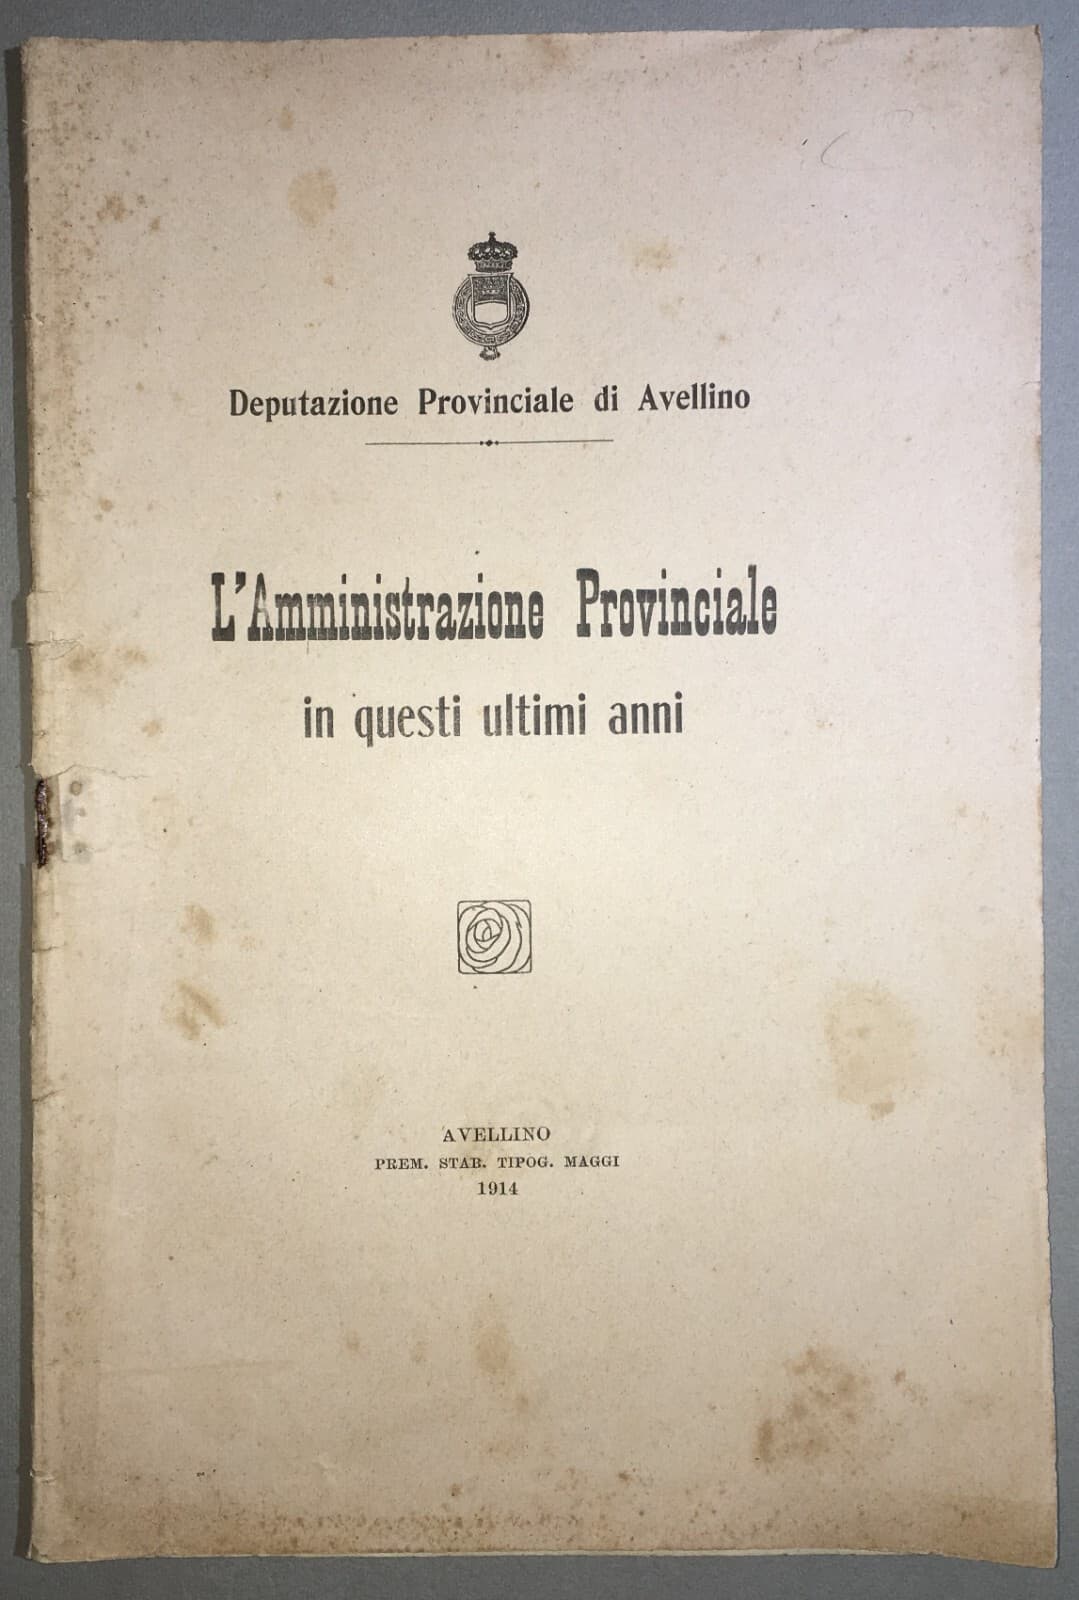 Deputazione Provinciale di Avellino
L'Amministrazione Provinciale
in questi ultimi anni
AVELLINO
PREM. STAB. TIPOG. MAGGI
1914